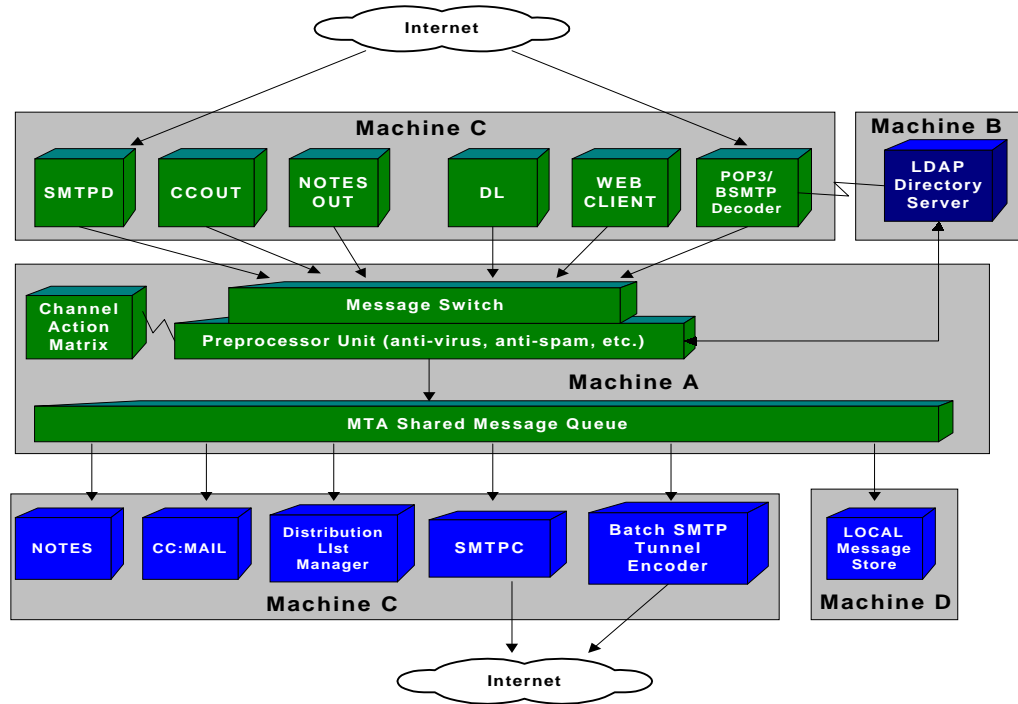 Internet
Machine C
Machine B
SMTPD
CCOUT
NOTES
OUT
DL
WEB
CLIENT
POP3/
BSMTP
Decoder
LDAP
Directory
Server
Channel
Action
Matrix
Message Switch
Preprocessor Unit (anti-virus, anti-spam, etc.)
Machine A
MTA Shared Message Queue
NOTES
CC:MAIL
Distribution
LIst
Manager
SMTPC
Batch SMTP
Tunnel
Encoder
LOCAL
Message
Store
Machine C
Machine D
Internet